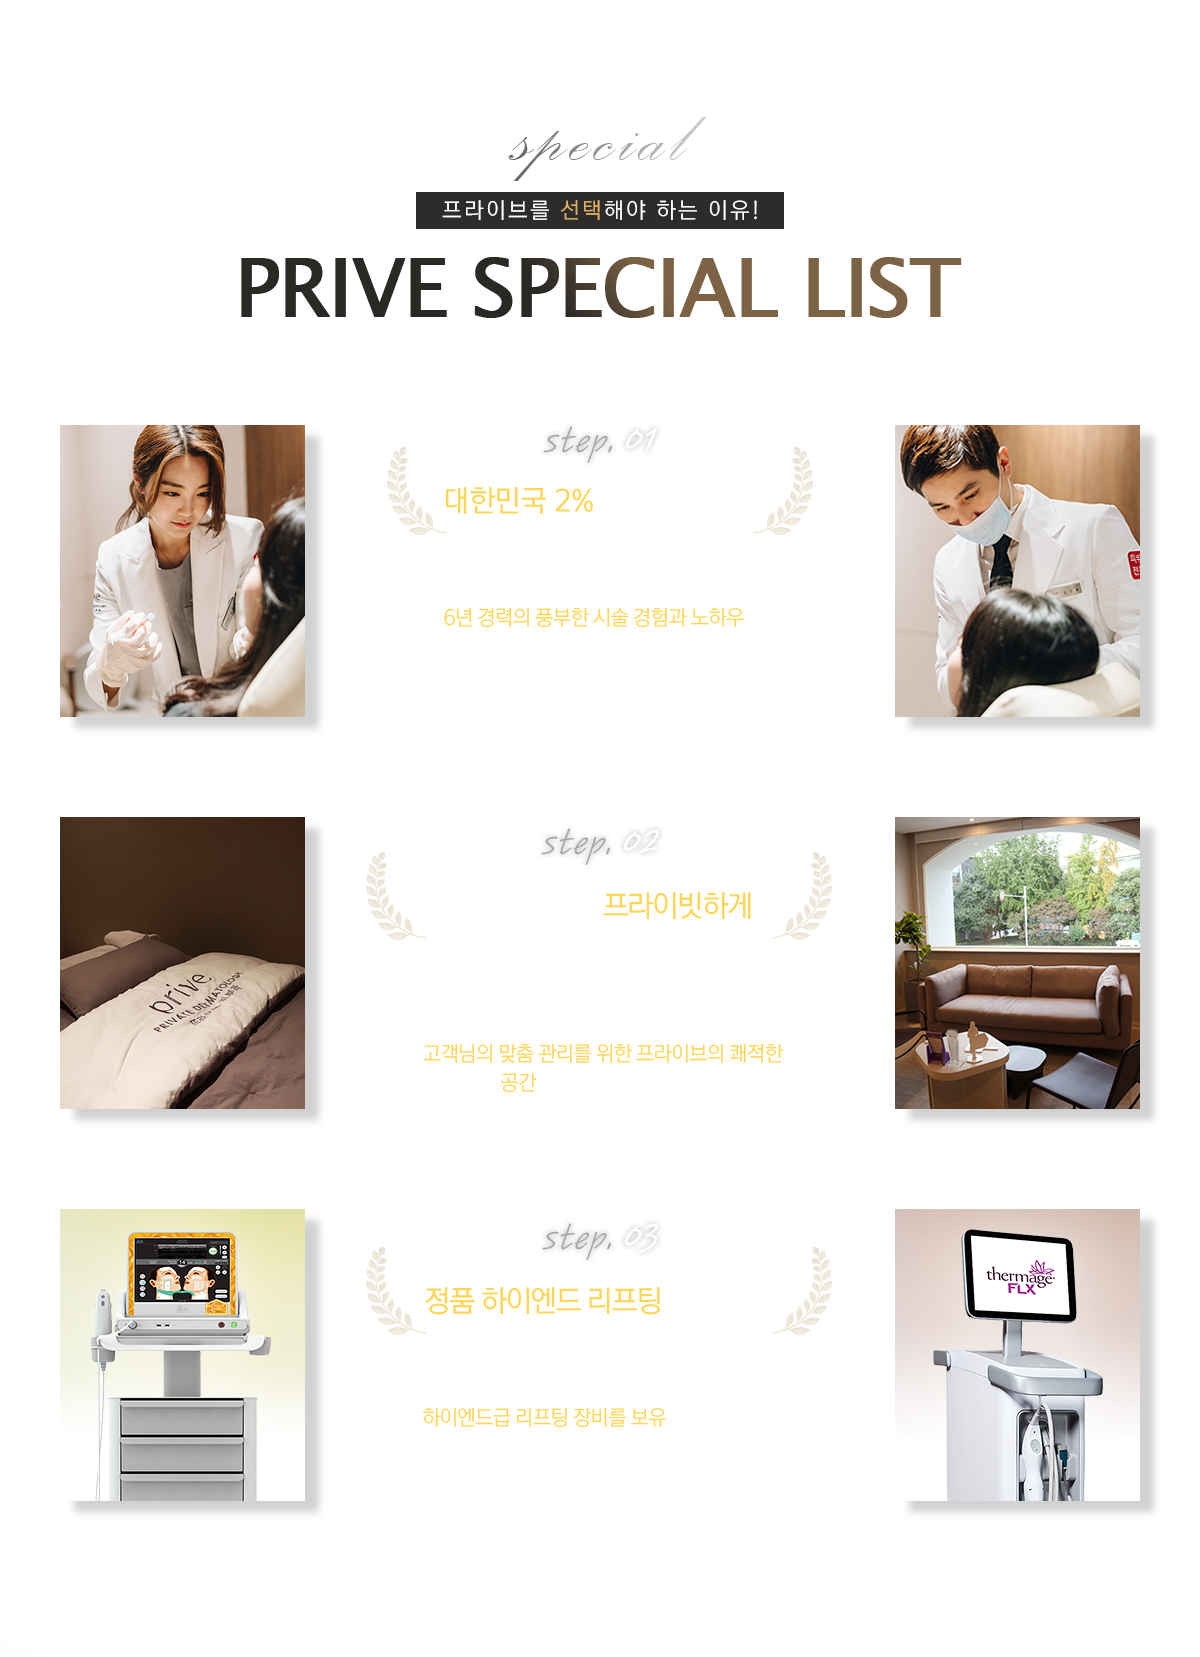 special
프라이브를 선택해야 하는 이유!
PRIVE SPECIAL LIST
step. 01
대한민국 2%
6년 경력의 풍부한 시술 경험과 노하우
step. 02
프라이빗하게
prive
PRIVATE DERMATOLOGY
고객님의 맞춤 관리를 위한 프라이브의 쾌적한
공간
step. 03
정품 하이엔드 리프팅
thermage
FLX
하이엔드급 리프팅 장비를 보유